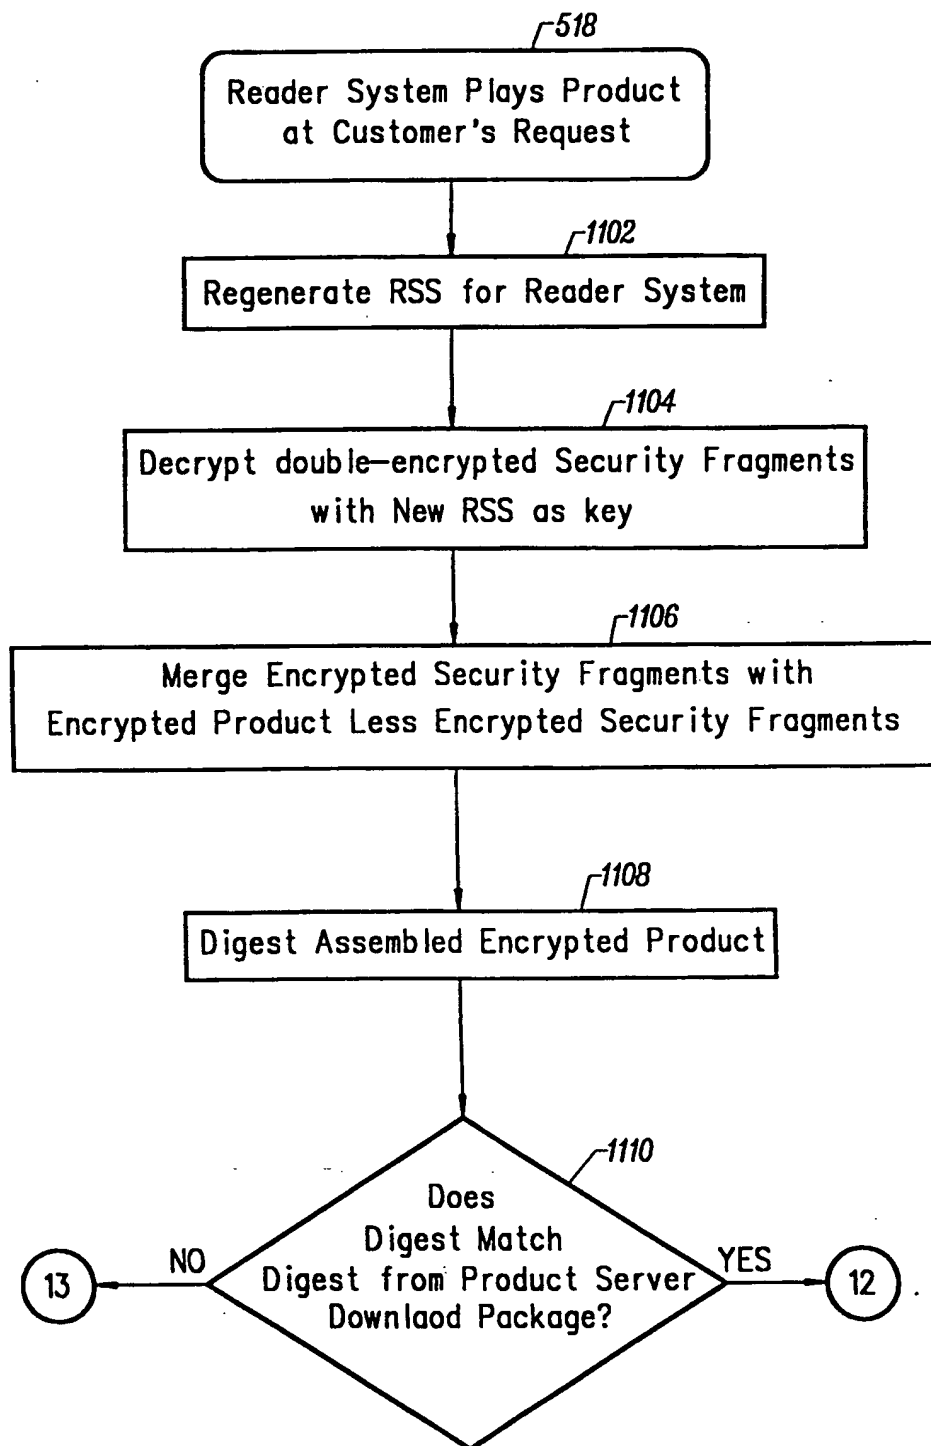 518
Reader System Plays Product
at Customer's Request
1102
Regenerate RSS for Reader System
1104
Decrypt double-encrypted Security Fragments
with New RSS as key
1106
Merge Encrypted Security Fragments with
Encrypted Product Less Encrypted Security Fragments
1108
Digest Assembled Encrypted Product
1110
Does
Digest Match
Digest from Product Server
Downlaod Package?
NO
YES
13
12